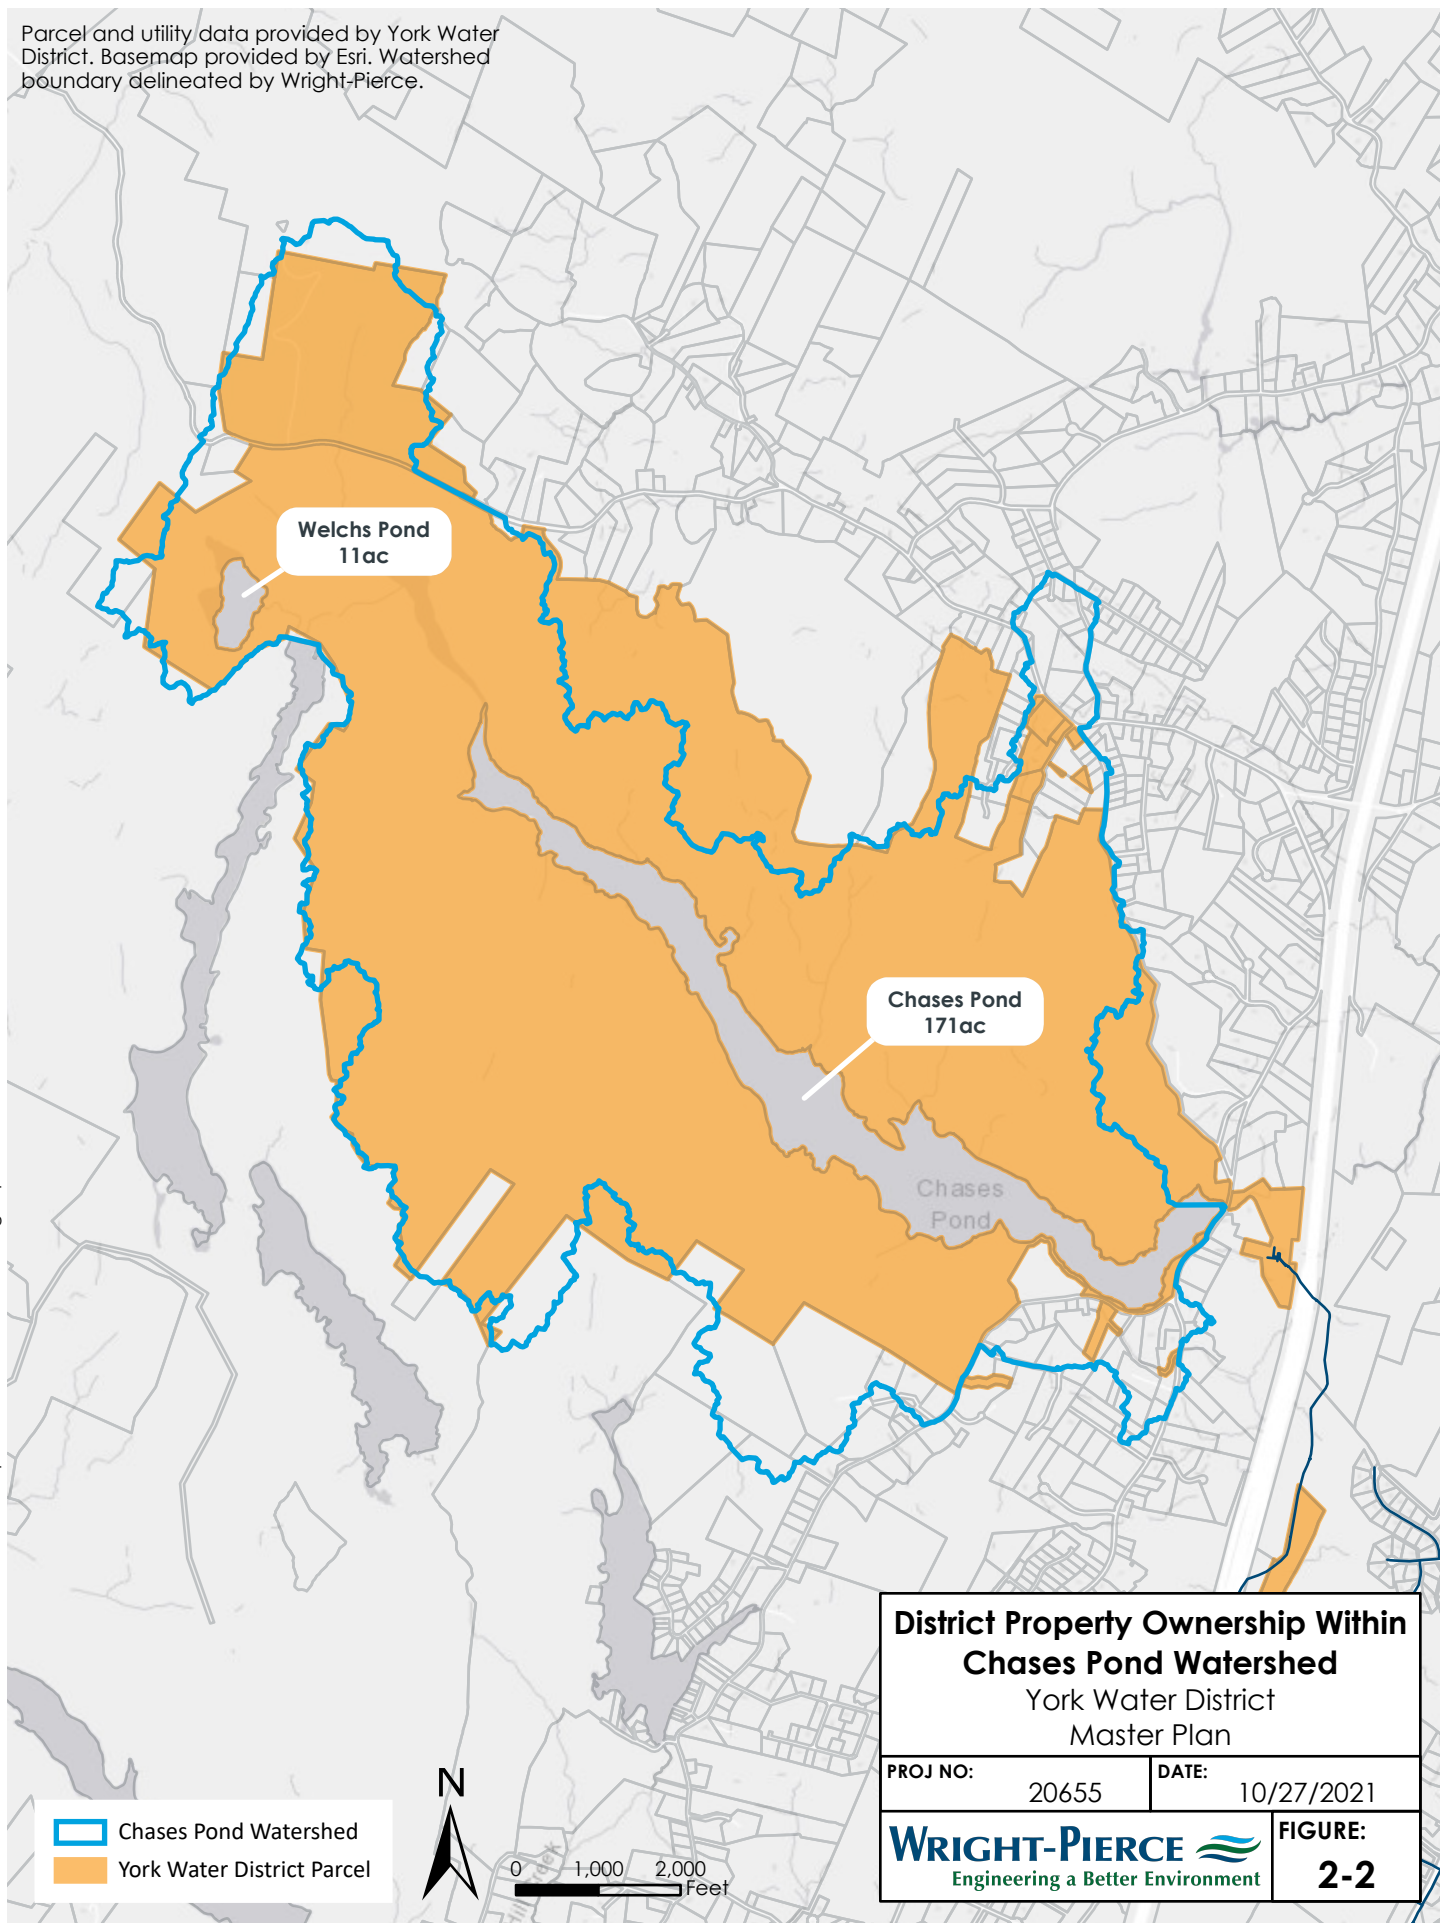 Parcel and utility data provided by York Water
District. Basemap provided by Esri. Watershed
boundary delineated by Wright-Pierce.
Welchs Pond
11ac
Chases Pond
171ac
Chases
Pond
District Property Ownership Within
Chases Pond Watershed
York Water District
Master Plan
PROJ NO:
20655
DATE:
10/27/2021
WRIGHT-PIERCE
Engineering a Better Environment
FIGURE:
2-2
Chases Pond Watershed
York Water District Parcel
N
0 1,000 2,000
Feet